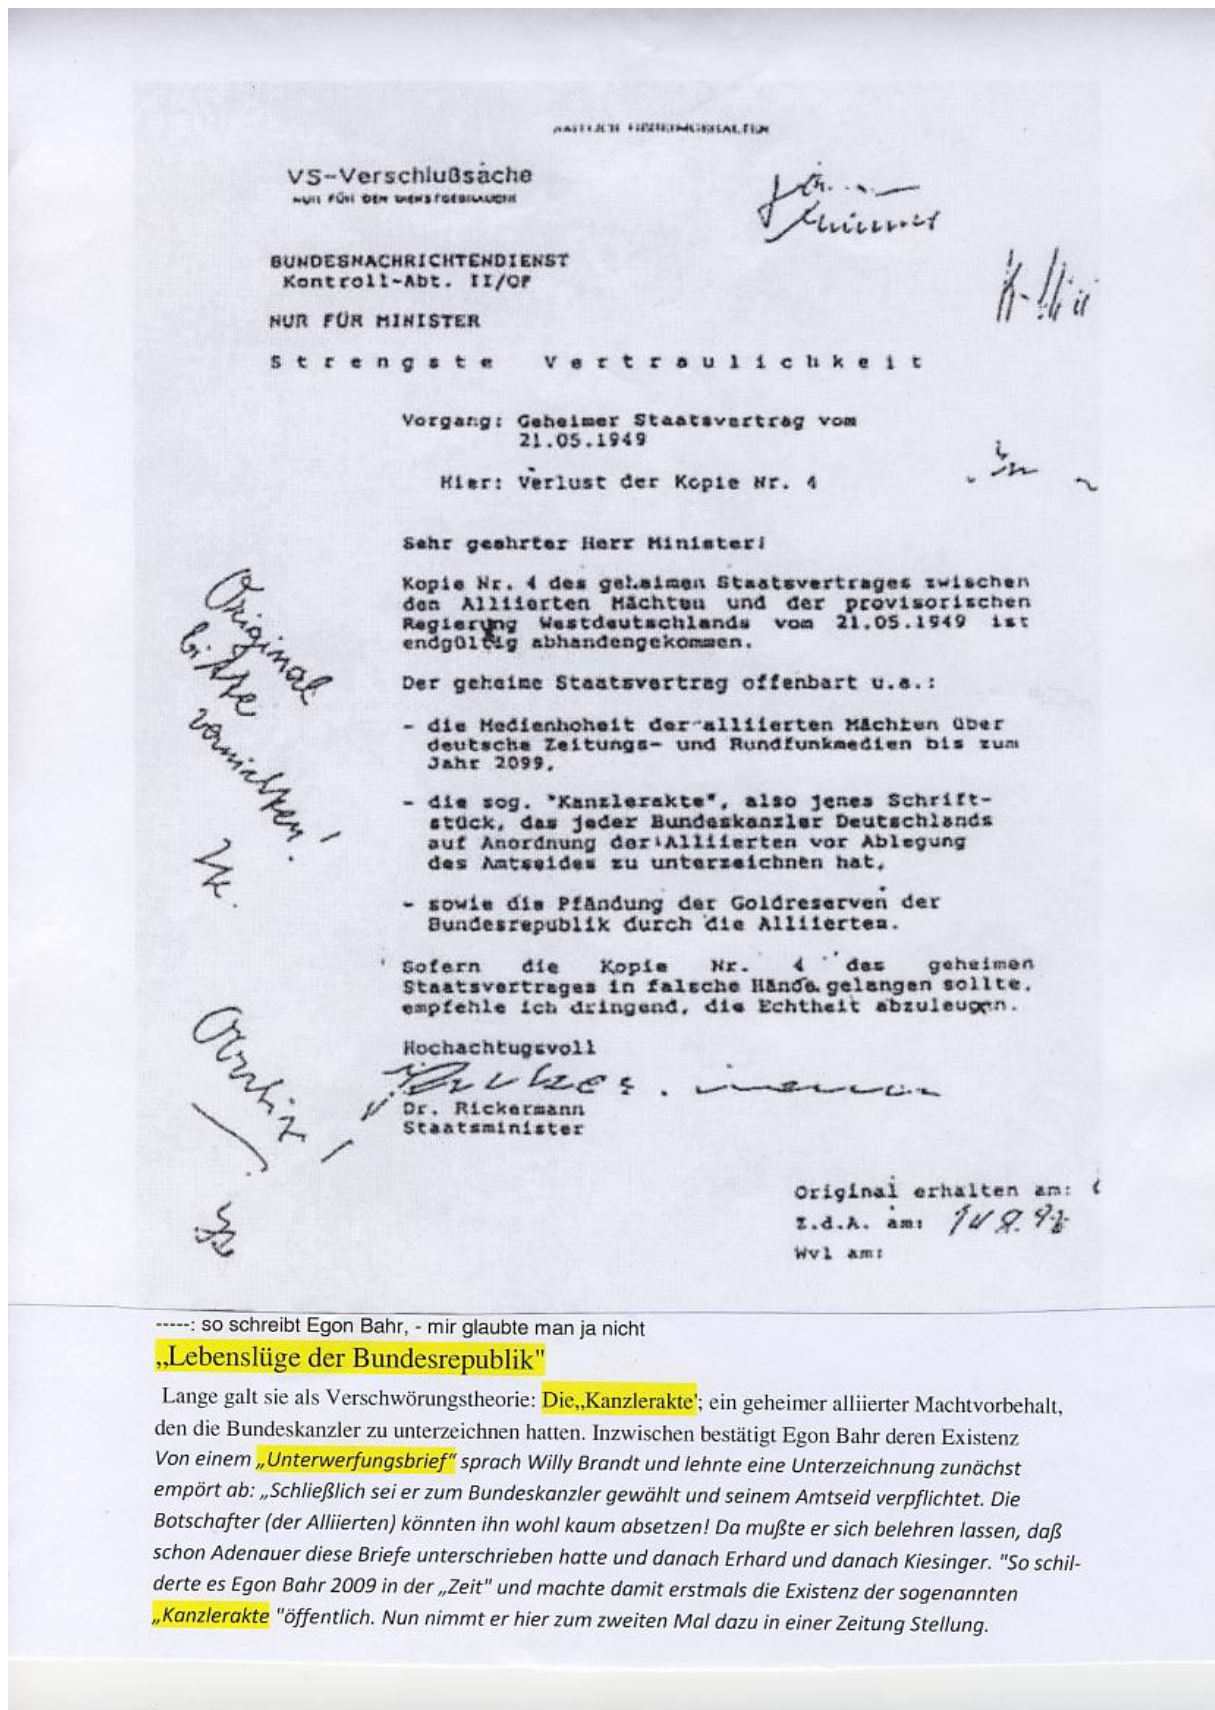 VS-Verschlußsache
NUR FÜR DEN DIENSTGEBRAUCH
BUNDESNACHRICHTENDIENST
Kontroll-Abt. II/OP
NUR FÜR MINISTER
Strengste Vertraulichkeit
Vorgang: Geheimer Staatsvertrag vom
21.05.1949
Hier: Verlust der Kopie Nr. 4
Sehr geehrter Herr Minister!
Kopie Nr. 4 des geheimen Staatsvertrages zwischen
den Alliierten Mächten und der provisorischen
Regierung Westdeutschlands vom 21.05.1949 ist
endgültig abhandengekommen.
Der geheime Staatsvertrag offenbart u.a.:
- die Medienhoheit der alliierten Mächten über
deutsche Zeitungs- und Rundfunkmedien bis zum
Jahr 2099,
- die sog. "Kanzlerakte", also jenes Schrift-
stück, das jeder Bundeskanzler Deutschlands
auf Anordnung der Alliierten vor Ablegung
des Amtseides zu unterzeichnen hat,
- sowie die Pfändung der Goldreserven der
Bundesrepublik durch die Alliierten.
Sofern die Kopie Nr. 4 des geheimen
Staatsvertrages in falsche Hände gelangen sollte,
empfehle ich dringend, die Echtheit abzuleugnen.
Hochachtugsvoll
Dr. Rickermann
Staatsminister
Original
bitte
vernichten!
Original erhalten am:
Z.d.A. am:
Wvl am:
-----: so schreibt Egon Bahr, - mir glaubte man ja nicht
,,Lebenslüge der Bundesrepublik"
Lange galt sie als Verschwörungstheorie: Die,,Kanzlerakte'; ein geheimer alliierter Machtvorbehalt,
den die Bundeskanzler zu unterzeichnen hatten. Inzwischen bestätigt Egon Bahr deren Existenz
Von einem „Unterwerfungsbrief“ sprach Willy Brandt und lehnte eine Unterzeichnung zunächst
empört ab: „Schließlich sei er zum Bundeskanzler gewählt und seinem Amtseid verpflichtet. Die
Botschafter (der Alliierten) könnten ihn wohl kaum absetzen! Da mußte er sich belehren lassen, daß
schon Adenauer diese Briefe unterschrieben hatte und danach Erhard und danach Kiesinger. "So schil-
derte es Egon Bahr 2009 in der „Zeit" und machte damit erstmals die Existenz der sogenannten
„Kanzlerakte "öffentlich. Nun nimmt er hier zum zweiten Mal dazu in einer Zeitung Stellung.